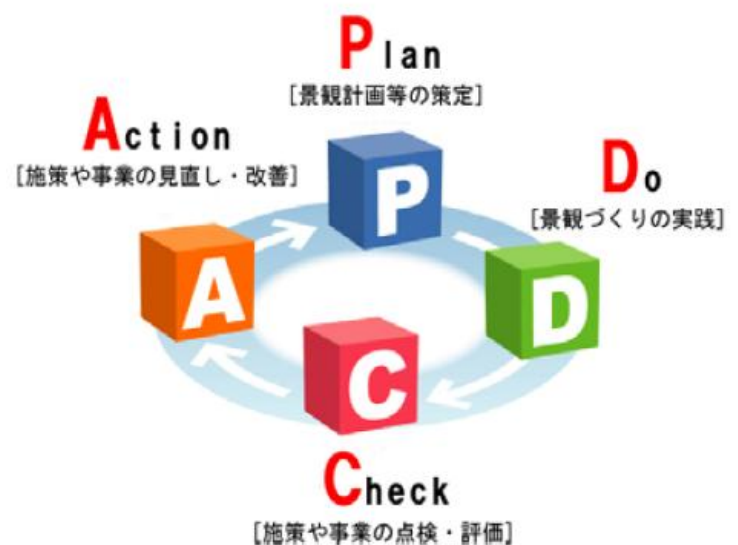 Plan
[景観計画等の策定]
Action
[施策や事業の見直し・改善]
Do
[景観づくりの実践]
P
A
D
C
Check
[施策や事業の点検・評価]